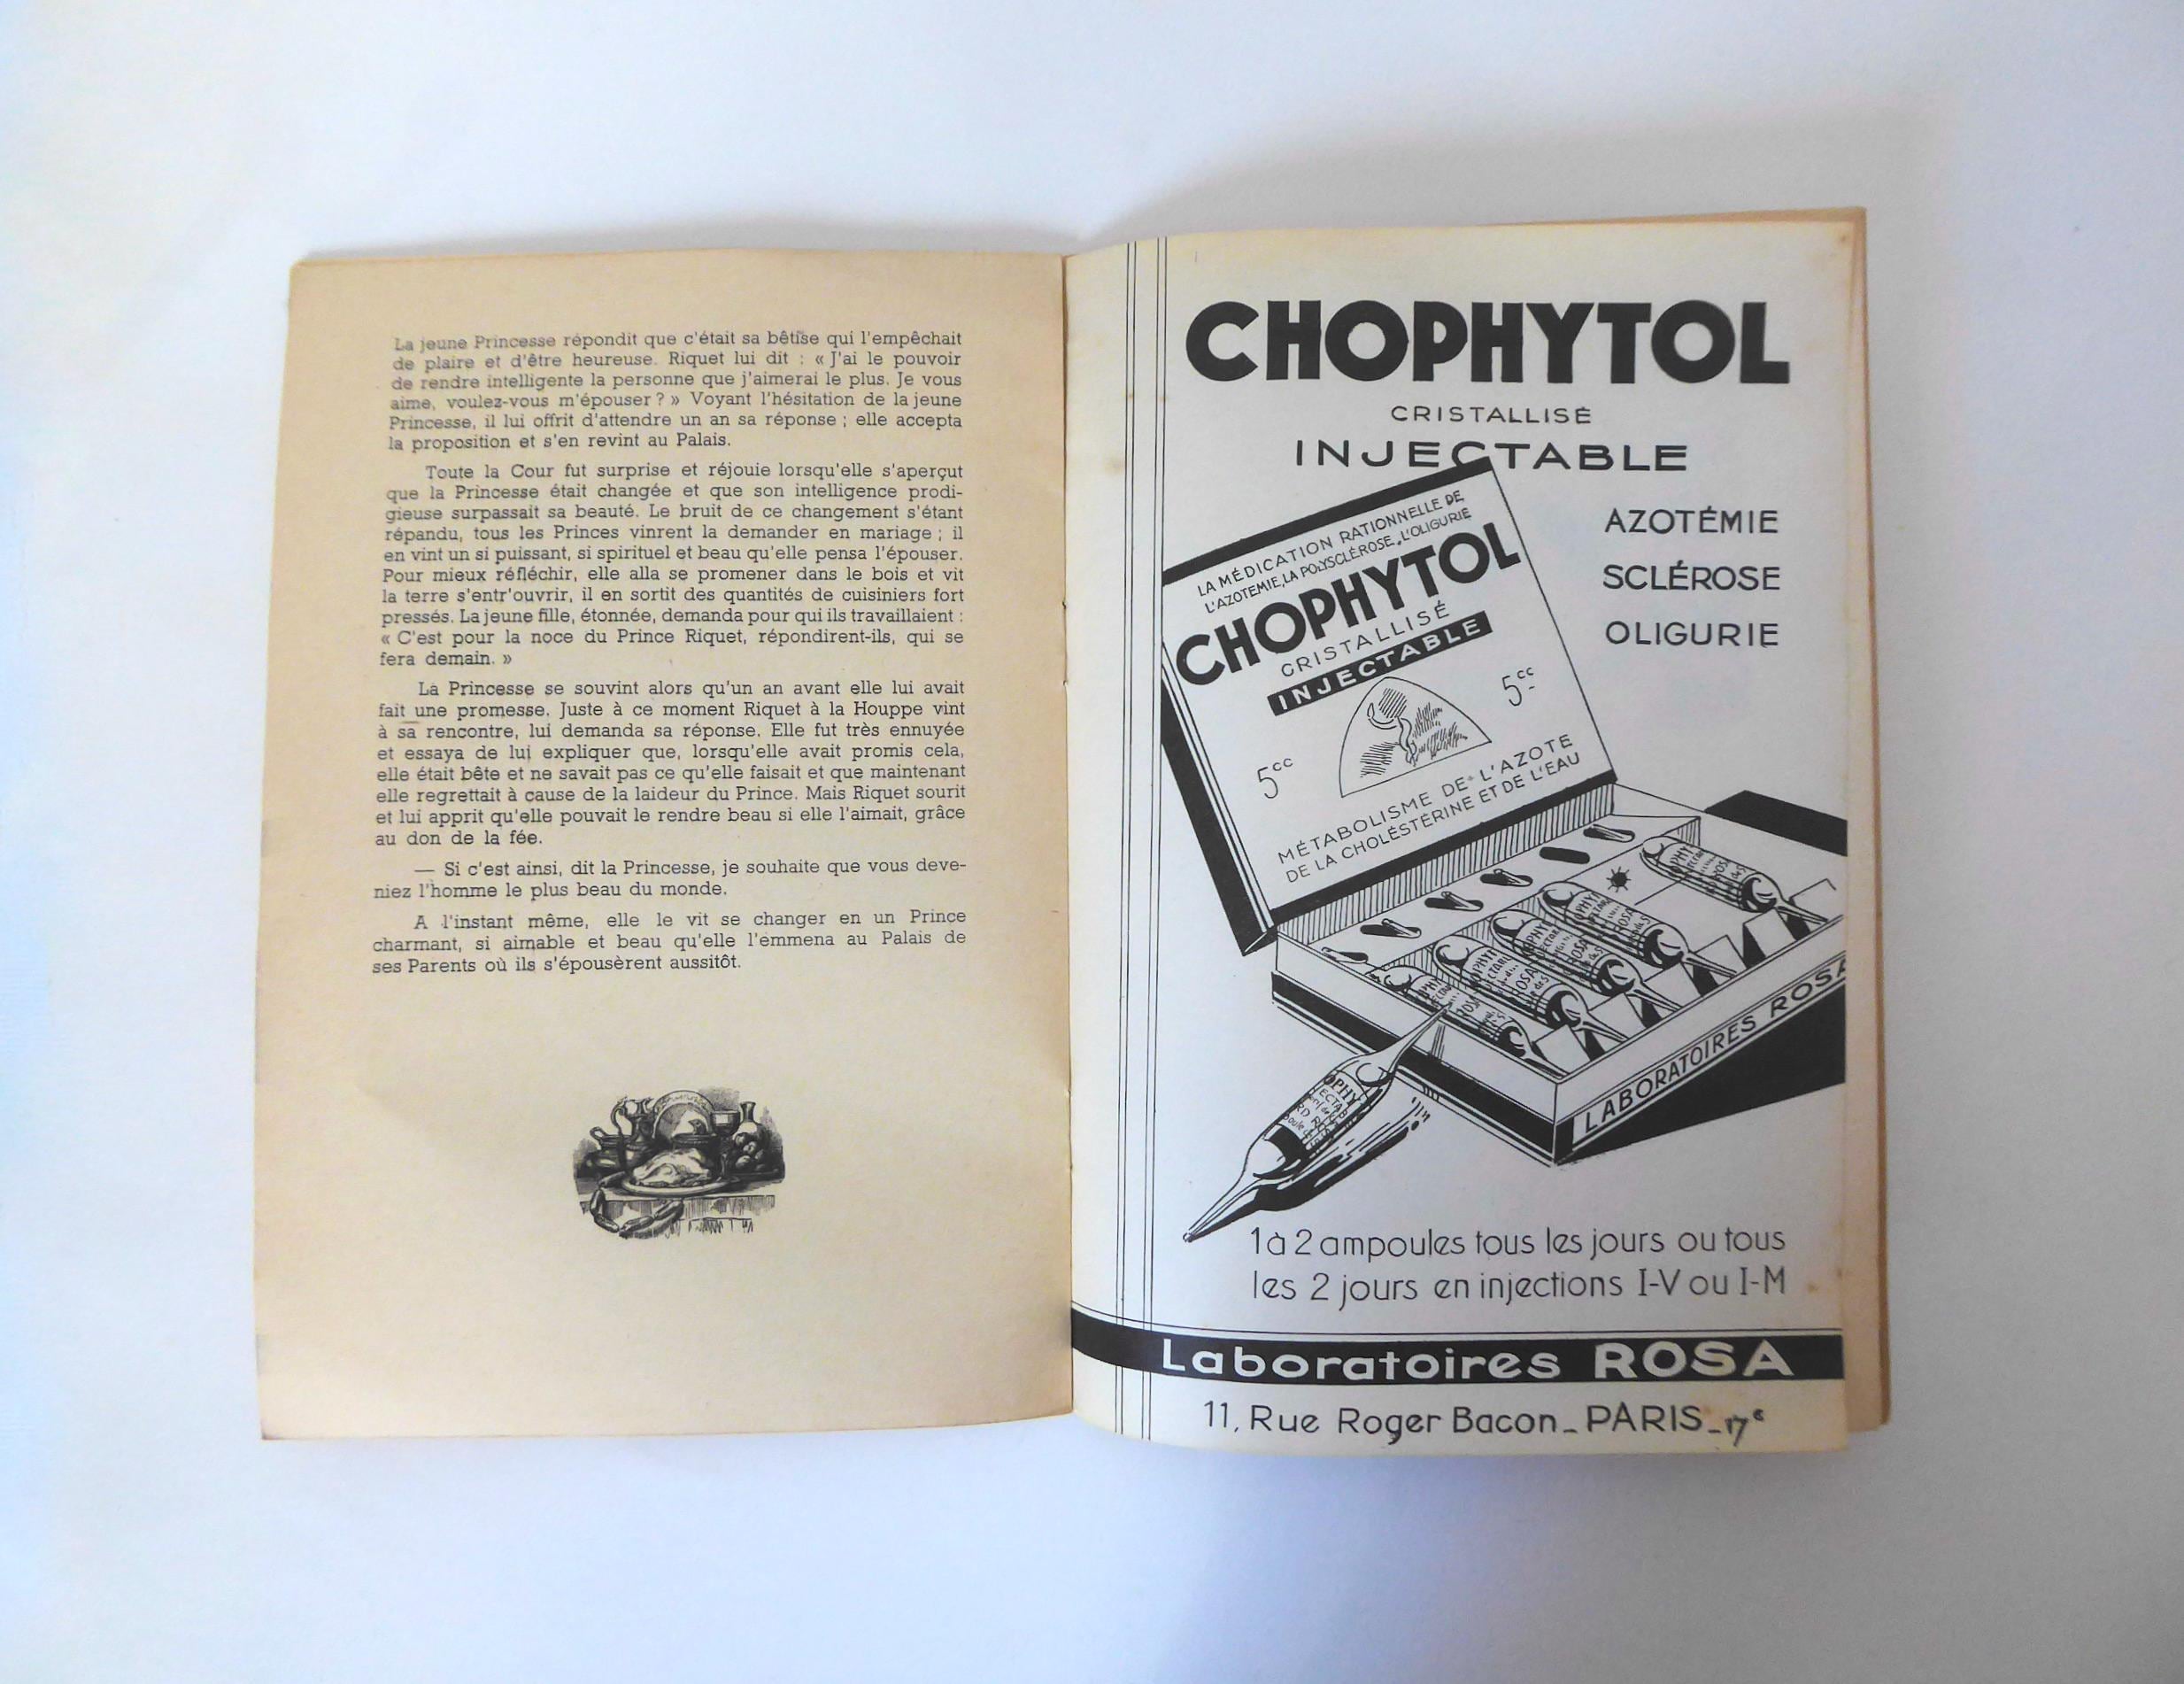 La jeune Princesse répondit que c'était sa bêtise qui l'empêchait
de plaire et d'être heureuse. Riquet lui dit : « J'ai le pouvoir
de rendre intelligente la personne que j'aimerai le plus. Je vous
aime, voulez-vous m'épouser ? » Voyant l'hésitation de la jeune
Princesse, il lui offrit d'attendre un an sa réponse ; elle accepta
la proposition et s'en revint au Palais.
Toute la Cour fut surprise et réjouie lorsqu'elle s'aperçut
que la Princesse était changée et que son intelligence prodi-
gieuse surpassait sa beauté. Le bruit de ce changement s'étant
répandu, tous les Princes vinrent la demander en mariage ; il
en vint un si puissant, si spirituel et beau qu'elle pensa l'épouser.
Pour mieux réfléchir, elle alla se promener dans le bois et vit
la terre s'entr'ouvrir, il en sortit des quantités de cuisiniers fort
pressés. La jeune fille, étonnée, demanda pour qui ils travaillaient :
« C'est pour la noce du Prince Riquet, répondirent-ils, qui se
fera demain. »
La Princesse se souvint alors qu'un an avant elle lui avait
fait une promesse. Juste à ce moment Riquet à la Houppe vint
à sa rencontre, lui demanda sa réponse. Elle fut très ennuyée
et essaya de lui expliquer que, lorsqu'elle avait promis cela,
elle était bête et ne savait pas ce qu'elle faisait et que maintenant
elle regrettait à cause de la laideur du Prince. Mais Riquet sourit
et lui apprit qu'elle pouvait le rendre beau si elle l'aimait, grâce
au don de la fée.
— Si c'est ainsi, dit la Princesse, je souhaite que vous deve-
niez l'homme le plus beau du monde.
A l'instant même, elle le vit se changer en un Prince
charmant, si aimable et beau qu'elle l'emmena au Palais de
ses Parents où ils s'épousèrent aussitôt.
CHOPHYTOL
CRISTALLISÉ
INJECTABLE
AZOTÉMIE
SCLÉROSE
OLIGURIE
LA MÉDICATION RATIONNELLE DE
L'AZOTEMIE, LA POLYSCLÉROSE, L'OLIGURIE
CHOPHYTOL
CRISTALLISÉ
INJECTABLE
5cc
5cc
MÉTABOLISME DE L'AZOTE
DE LA CHOLÉSTÉRINE ET DE L'EAU
LABORATOIRES ROSA
1 à 2 ampoules tous les jours ou tous
les 2 jours en injections I-V ou I-M
Laboratoires ROSA
11, Rue Roger Bacon_PARIS_17e